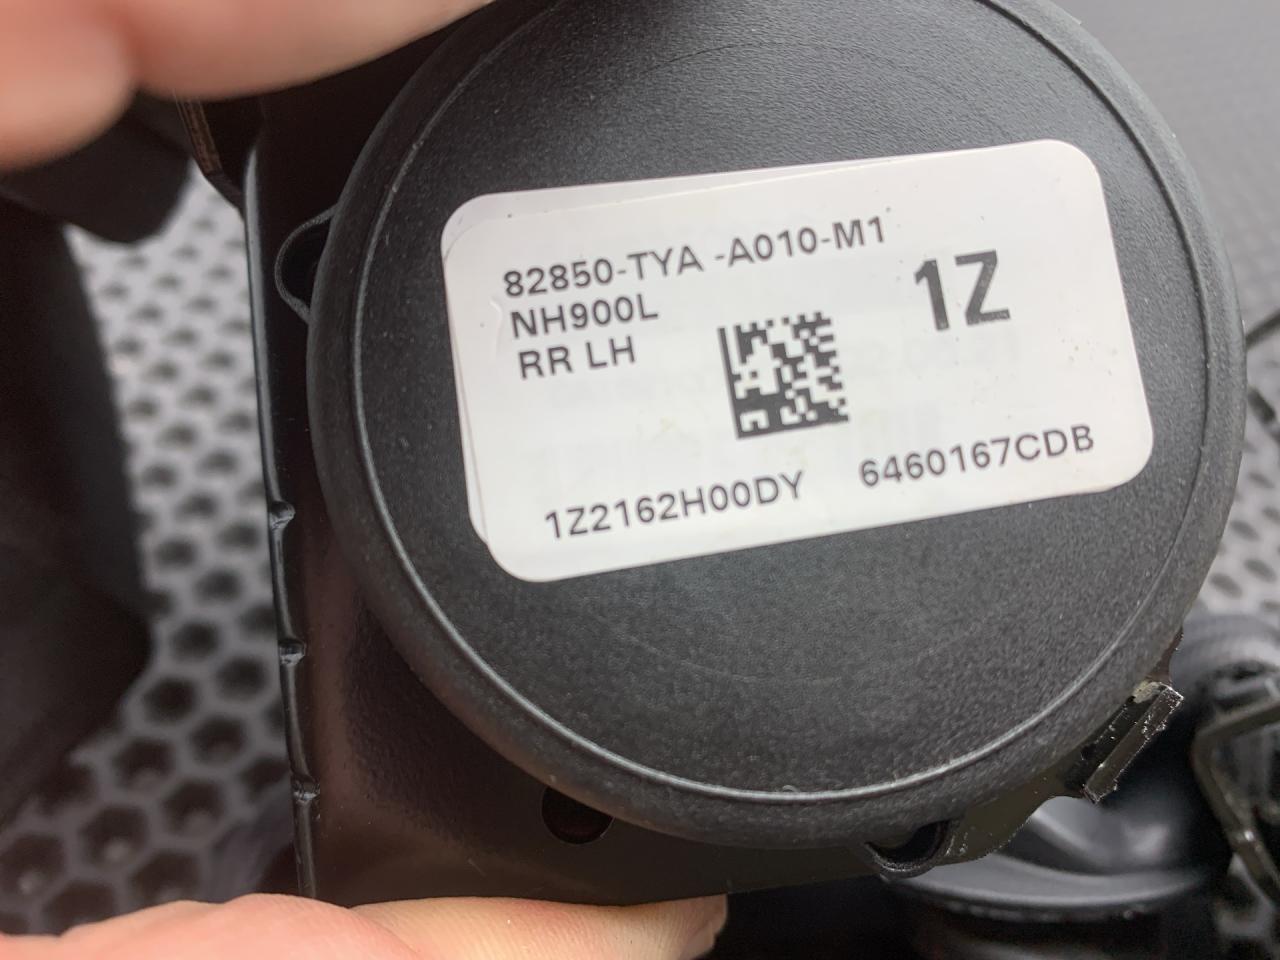 82850-TYA -A010-M1
NH900L
RR LH
1Z
1Z2162H00DY 6460167CDB